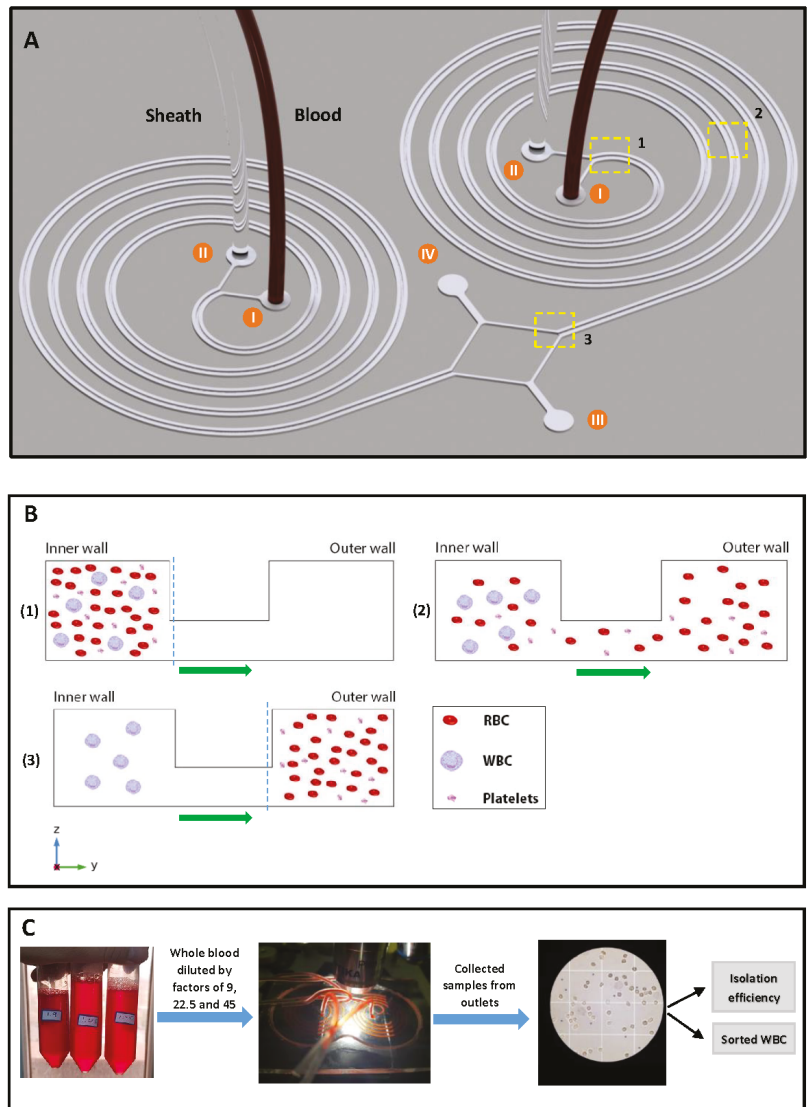 A
Sheath
Blood
II
I
1
2
II
I
IV
3
III
B
Inner wall
Outer wall
(1)
Inner wall
Outer wall
(2)
Inner wall
Outer wall
(3)
RBC
WBC
Platelets
z
y
C
Whole blood
diluted by
factors of 9,
22.5 and 45
Collected
samples from
outlets
Isolation
efficiency
Sorted WBC